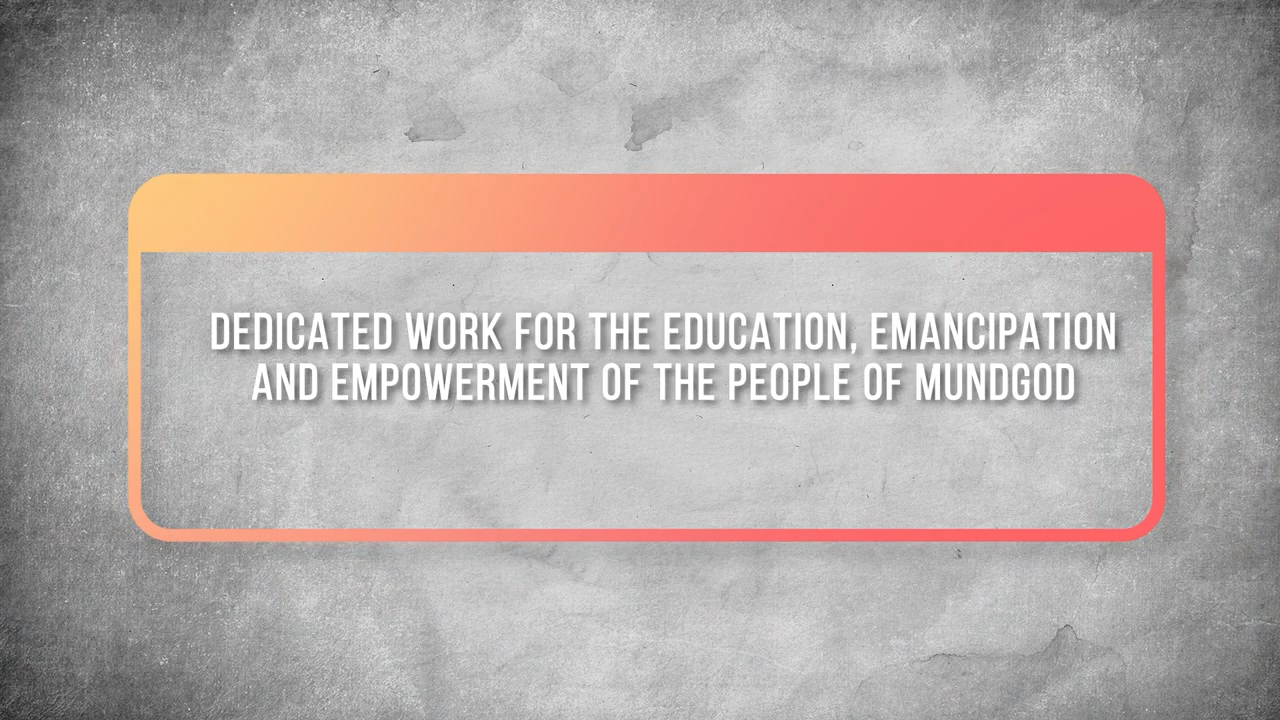 DEDICATED WORK FOR THE EDUCATION, EMANCIPATION
AND EMPOWERMENT OF THE PEOPLE OF MUNDGOD